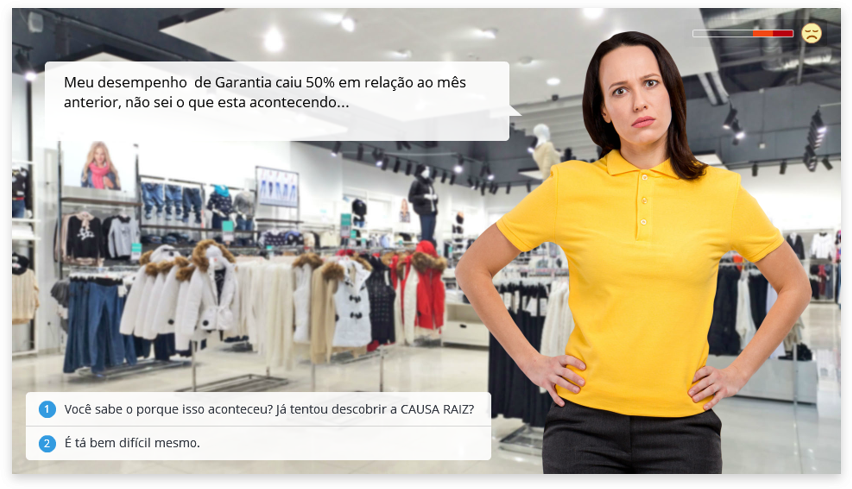 Meu desempenho  de Garantia caiu 50% em relação ao mês
anterior, não sei o que esta acontecendo...
1 Você sabe o porque isso aconteceu? Já tentou descobrir a CAUSA RAIZ?
2 É tá bem difícil mesmo.